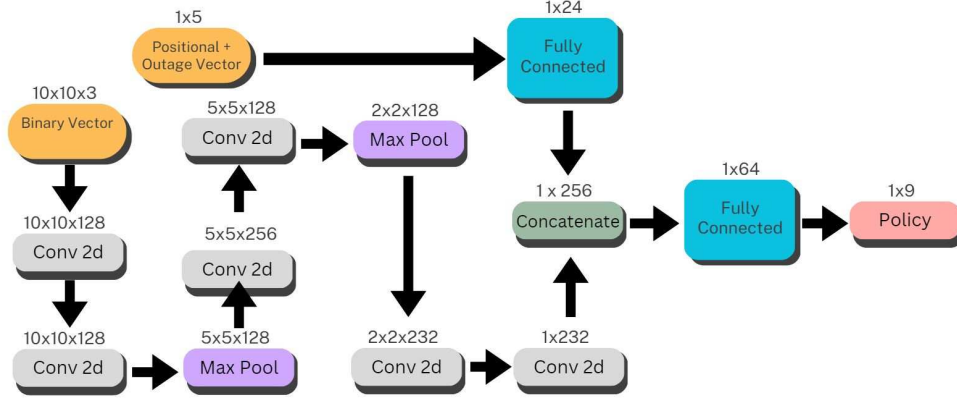 1x5
Positional +
Outage Vector
1x24
Fully
Connected
10x10x3
Binary Vector
5x5x128
Conv 2d
2x2x128
Max Pool
10x10x128
Conv 2d
5x5x256
Conv 2d
1 x 256
Concatenate
1x64
Fully
Connected
1x9
Policy
10x10x128
Conv 2d
5x5x128
Max Pool
2x2x232
Conv 2d
1x232
Conv 2d